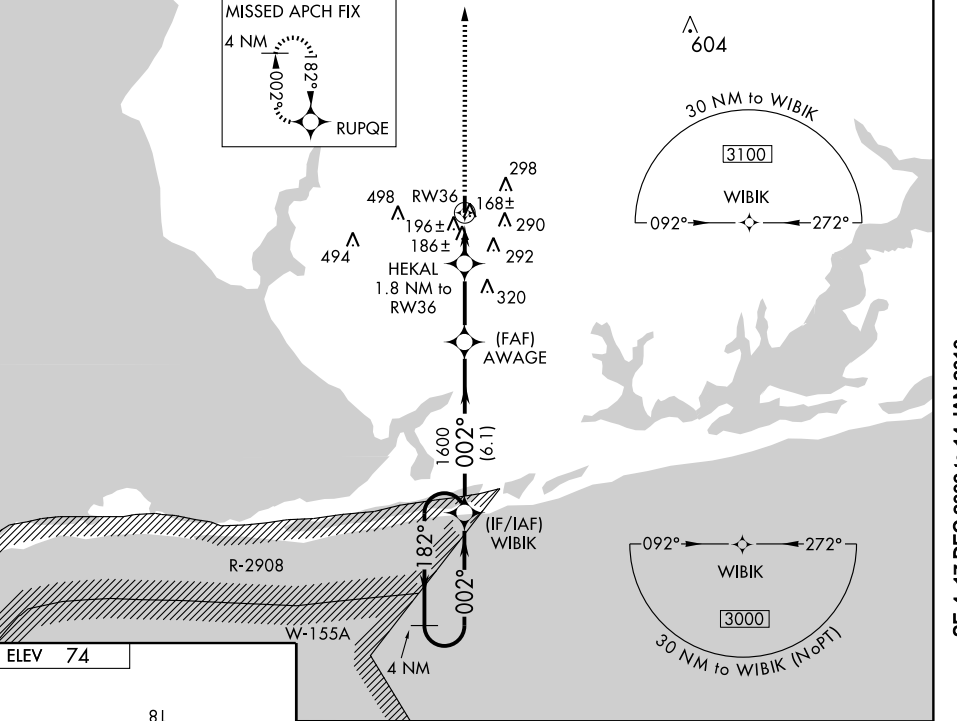 MISSED APCH FIX
4 NM
182°
002°
RUPQE
604
30 NM to WIBIK
3100
WIBIK
092°
272°
298
498
RW36
168±
196±
290
186±
494
292
HEKAL
1.8 NM to
RW36
320
(FAF)
AWAGE
1600
002°
(6.1)
(IF/IAF)
WIBIK
182°
002°
092°
272°
WIBIK
3000
30 NM to WIBIK (NoPT)
R-2908
W-155A
4 NM
ELEV 74
81